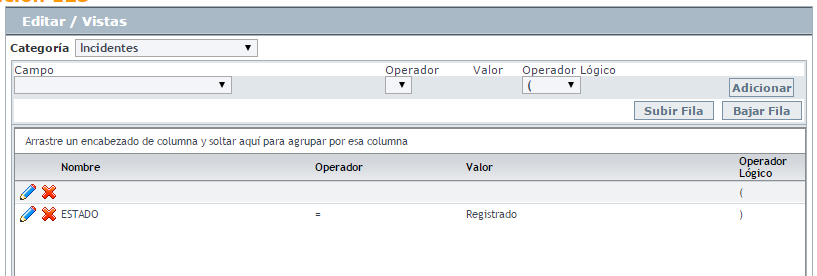 Editar / Vistas
Categoría Incidentes
Campo Operador Valor Operador Lógico
(
Adicionar
Subir Fila Bajar Fila
Arrastre un encabezado de columna y soltar aquí para agrupar por esa columna
Nombre Operador Valor Operador
Lógico
(
ESTADO = Registrado )